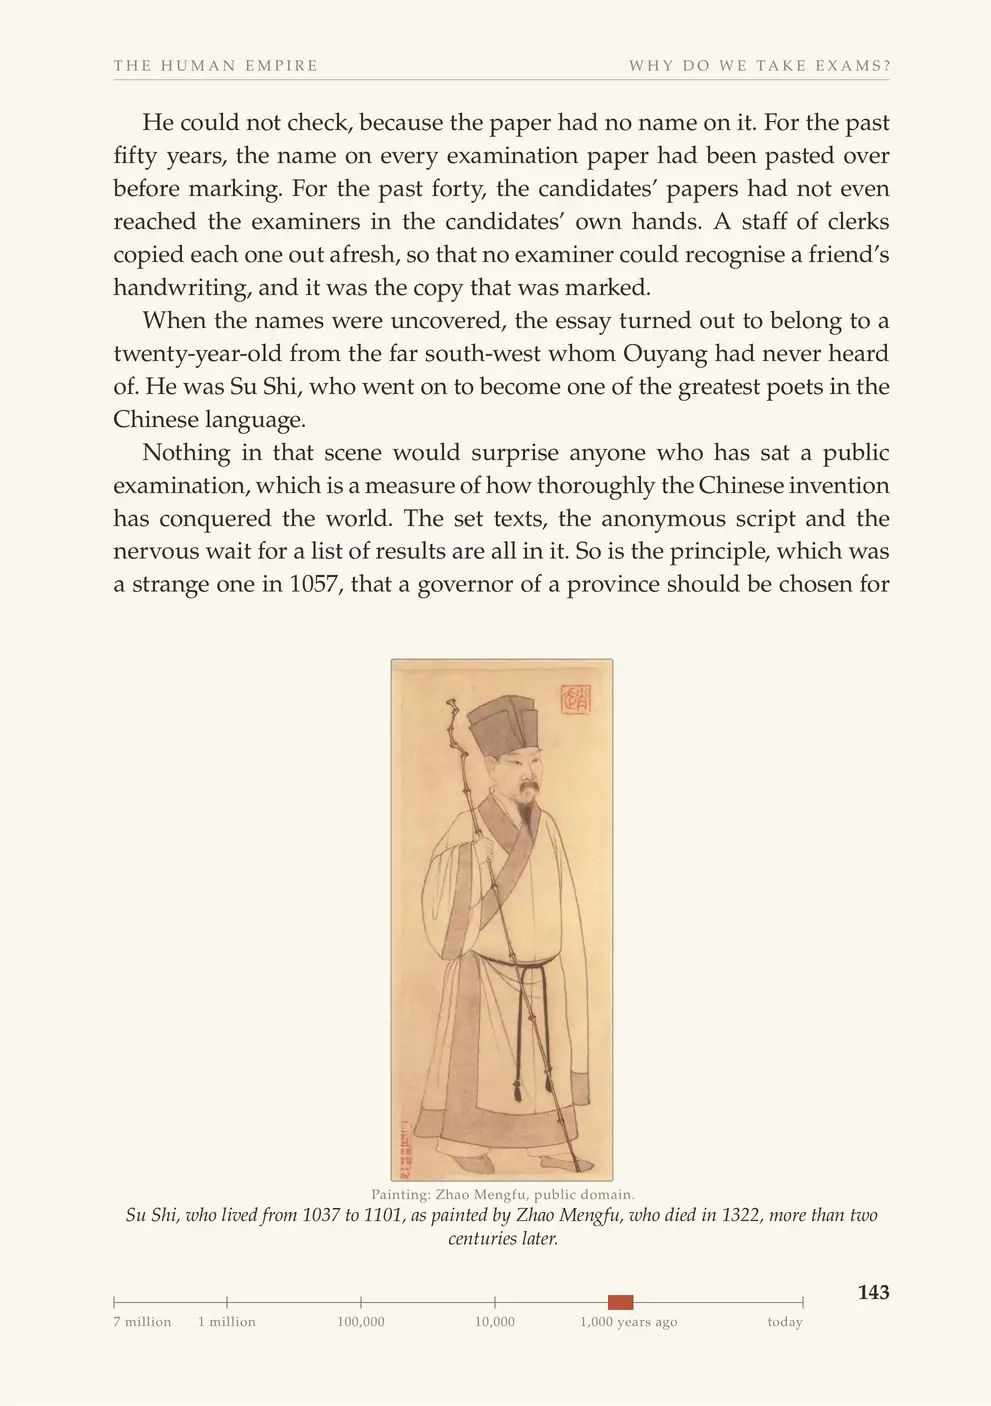 THE HUMAN EMPIRE
WHY DO WE TAKE EXAMS?
He could not check, because the paper had no name on it. For the past
fifty years, the name on every examination paper had been pasted over
before marking. For the past forty, the candidates’ papers had not even
reached the examiners in the candidates’ own hands. A staff of clerks
copied each one out afresh, so that no examiner could recognise a friend’s
handwriting, and it was the copy that was marked.
When the names were uncovered, the essay turned out to belong to a
twenty-year-old from the far south-west whom Ouyang had never heard
of. He was Su Shi, who went on to become one of the greatest poets in the
Chinese language.
Nothing in that scene would surprise anyone who has sat a public
examination, which is a measure of how thoroughly the Chinese invention
has conquered the world. The set texts, the anonymous script and the
nervous wait for a list of results are all in it. So is the principle, which was
a strange one in 1057, that a governor of a province should be chosen for
Painting: Zhao Mengfu, public domain.
Su Shi, who lived from 1037 to 1101, as painted by Zhao Mengfu, who died in 1322, more than two
centuries later.
143
7 million 1 million 100,000 10,000 1,000 years ago today